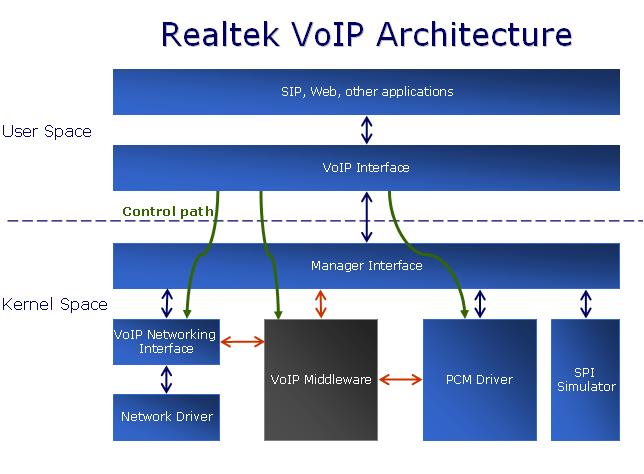 Realtek VoIP Architecture
SIP, Web, other applications
User Space
VoIP Interface
Control path
Manager Interface
Kernel Space
VoIP Networking
Interface
VoIP Middleware
PCM Driver
SPI
Simulator
Network Driver